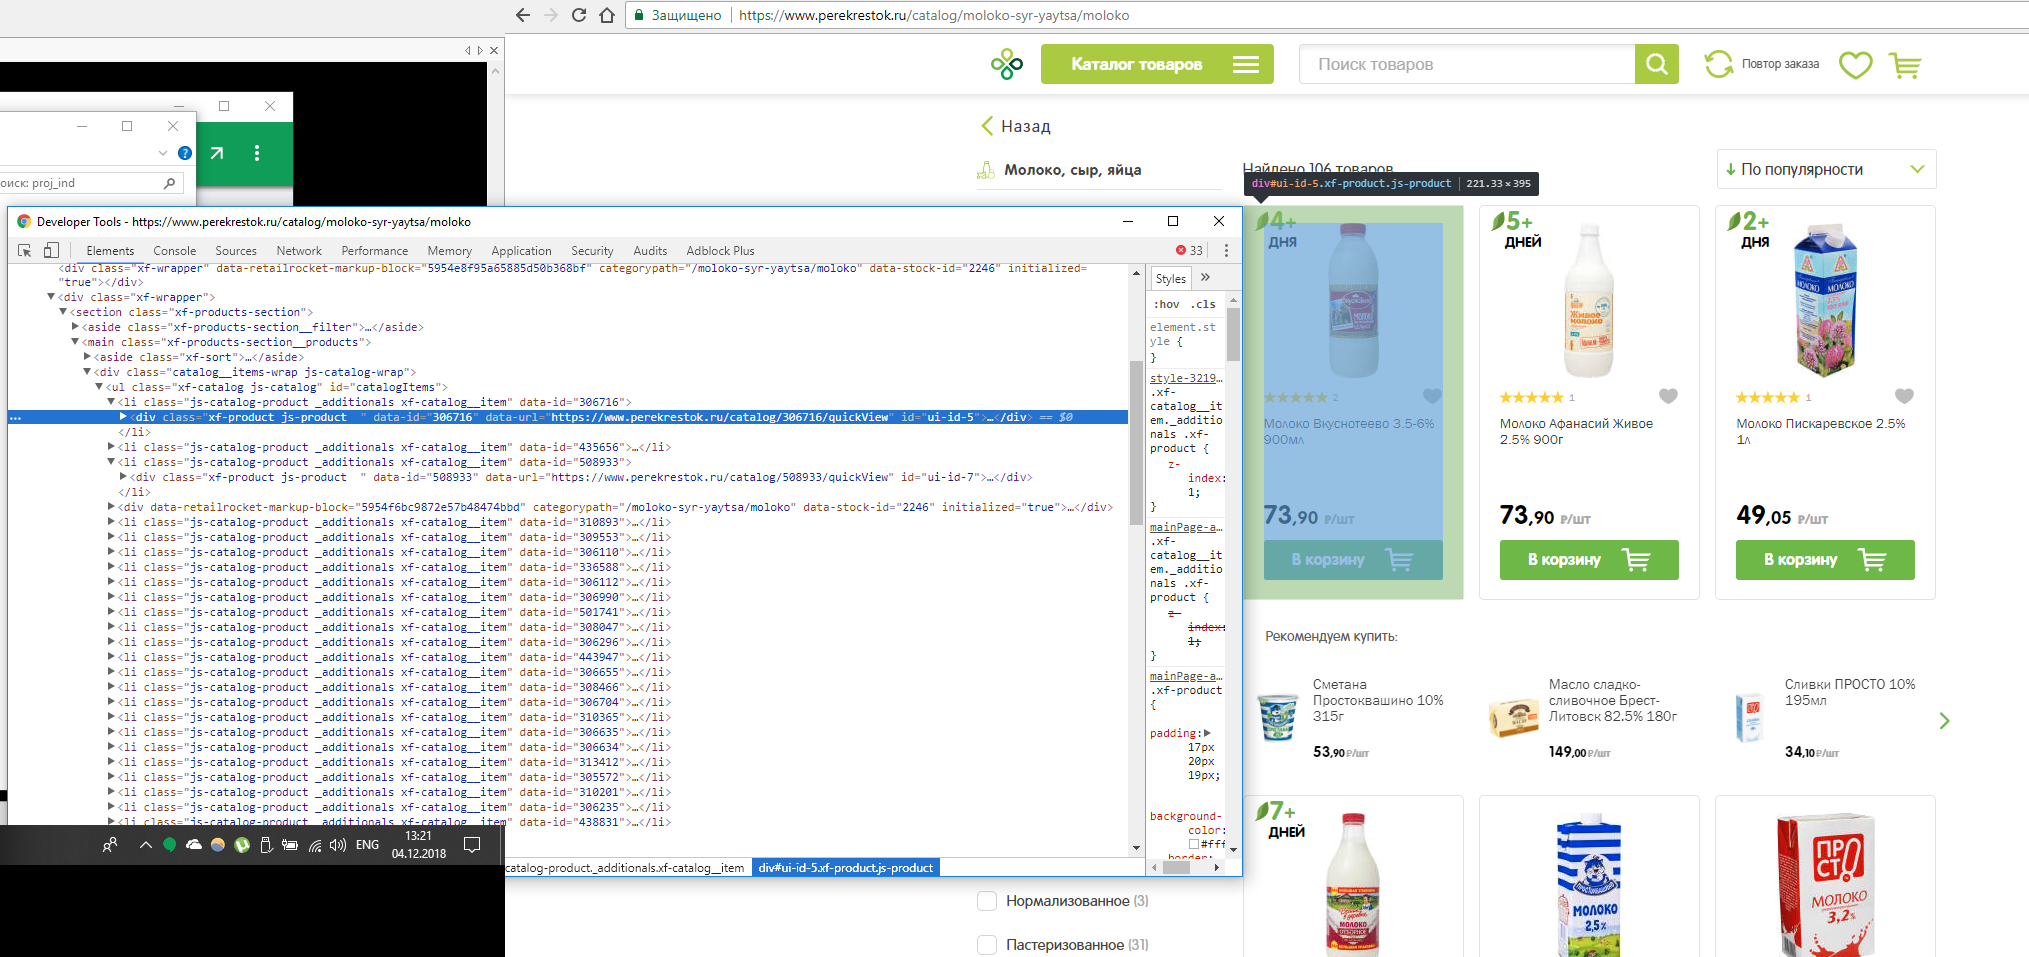 Защищено | https://www.perekrestok.ru/catalog/moloko-syr-yaytsa/moloko
Каталог товаров
Поиск товаров
Повтор заказа
Назад
Молоко, сыр, яйца
Найдено 106 товаров
По популярности
div#ui-id-5.xf-product.js-product | 221.33 × 395
оиск: proj_ind
Developer Tools - https://www.perekrestok.ru/catalog/moloko-syr-yaytsa/moloko
Elements Console Sources Network Performance Memory Application Security Audits Adblock Plus 33
<div class="xf-wrapper" data-retailrocket-markup-block="5954e8f95a65885d50b368bf" categorypath="/moloko-syr-yaytsa/moloko" data-stock-id="2246" initialized=
"true"></div>
<div class="xf-wrapper">
<section class="xf-products-section">
<aside class="xf-products-section__filter">…</aside>
<main class="xf-products-section__products">
<aside class="xf-sort">…</aside>
<div class="catalog__items-wrap js-catalog-wrap">
<ul class="xf-catalog js-catalog" id="catalogItems">
<li class="js-catalog-product _additionals xf-catalog__item" data-id="306716">
… <div class="xf-product js-product  " data-id="306716" data-url="https://www.perekrestok.ru/catalog/306716/quickView" id="ui-id-5">…</div> == $0
</li>
<li class="js-catalog-product _additionals xf-catalog__item" data-id="435656">…</li>
<li class="js-catalog-product _additionals xf-catalog__item" data-id="508933">
<div class="xf-product js-product  " data-id="508933" data-url="https://www.perekrestok.ru/catalog/508933/quickView" id="ui-id-7">…</div>
</li>
<div data-retailrocket-markup-block="5954f6bc9872e57b48474bbd" categorypath="/moloko-syr-yaytsa/moloko" data-stock-id="2246" initialized="true">…</div>
<li class="js-catalog-product _additionals xf-catalog__item" data-id="310893">…</li>
<li class="js-catalog-product _additionals xf-catalog__item" data-id="309553">…</li>
<li class="js-catalog-product _additionals xf-catalog__item" data-id="306110">…</li>
<li class="js-catalog-product _additionals xf-catalog__item" data-id="336588">…</li>
<li class="js-catalog-product _additionals xf-catalog__item" data-id="306112">…</li>
<li class="js-catalog-product _additionals xf-catalog__item" data-id="306990">…</li>
<li class="js-catalog-product _additionals xf-catalog__item" data-id="501741">…</li>
<li class="js-catalog-product _additionals xf-catalog__item" data-id="308047">…</li>
<li class="js-catalog-product _additionals xf-catalog__item" data-id="306296">…</li>
<li class="js-catalog-product _additionals xf-catalog__item" data-id="443947">…</li>
<li class="js-catalog-product _additionals xf-catalog__item" data-id="306655">…</li>
<li class="js-catalog-product _additionals xf-catalog__item" data-id="308466">…</li>
<li class="js-catalog-product _additionals xf-catalog__item" data-id="306704">…</li>
<li class="js-catalog-product _additionals xf-catalog__item" data-id="310365">…</li>
<li class="js-catalog-product _additionals xf-catalog__item" data-id="306635">…</li>
<li class="js-catalog-product _additionals xf-catalog__item" data-id="306634">…</li>
<li class="js-catalog-product _additionals xf-catalog__item" data-id="313412">…</li>
<li class="js-catalog-product _additionals xf-catalog__item" data-id="305572">…</li>
<li class="js-catalog-product _additionals xf-catalog__item" data-id="310201">…</li>
<li class="js-catalog-product _additionals xf-catalog__item" data-id="306235">…</li>
<li class="js-catalog-product _additionals xf-catalog__item" data-id="438831">…</li>
catalog-product._additionals.xf-catalog__item div#ui-id-5.xf-product.js-product
Styles »
:hov .cls
element.st
yle {
}
style-3219…
.xf-
catalog__it
em._additio
nals .xf-
product {
z-
index:
1;
}
mainPage-a…
.xf-
catalog__it
em._additio
nals .xf-
product {
z-
index:
1;
}
mainPage-a…
.xf-product
{
padding:
17px
20px
19px;
background-
color:
#fff
border:
ENG
13:21
04.12.2018
4+
ДНЯ
2
Молоко Вкуснотеево 3.5-6%
900мл
73,90 ₽/шт
В корзину
5+
ДНЕЙ
Живое
молоко
1
Молоко Афанасий Живое
2.5% 900г
73,90 ₽/шт
В корзину
2+
ДНЯ
МОЛОКО МОЛОКО
1
Молоко Пискаревское 2.5%
1л
49,05 ₽/шт
В корзину
Рекомендуем купить:
Сметана
Простоквашино 10%
315г
53,90 ₽/шт
Масло сладко-
сливочное Брест-
Литовск 82.5% 180г
149,00 ₽/шт
Сливки ПРОСТО 10%
195мл
34,10 ₽/шт
7+
ДНЕЙ
МОЛОКО
ОТБОРНОЕ
МОЛОКО
2,5%
ПРО
СТ!
МОЛОКО
3,2%
Нормализованное (3)
Пастеризованное (31)